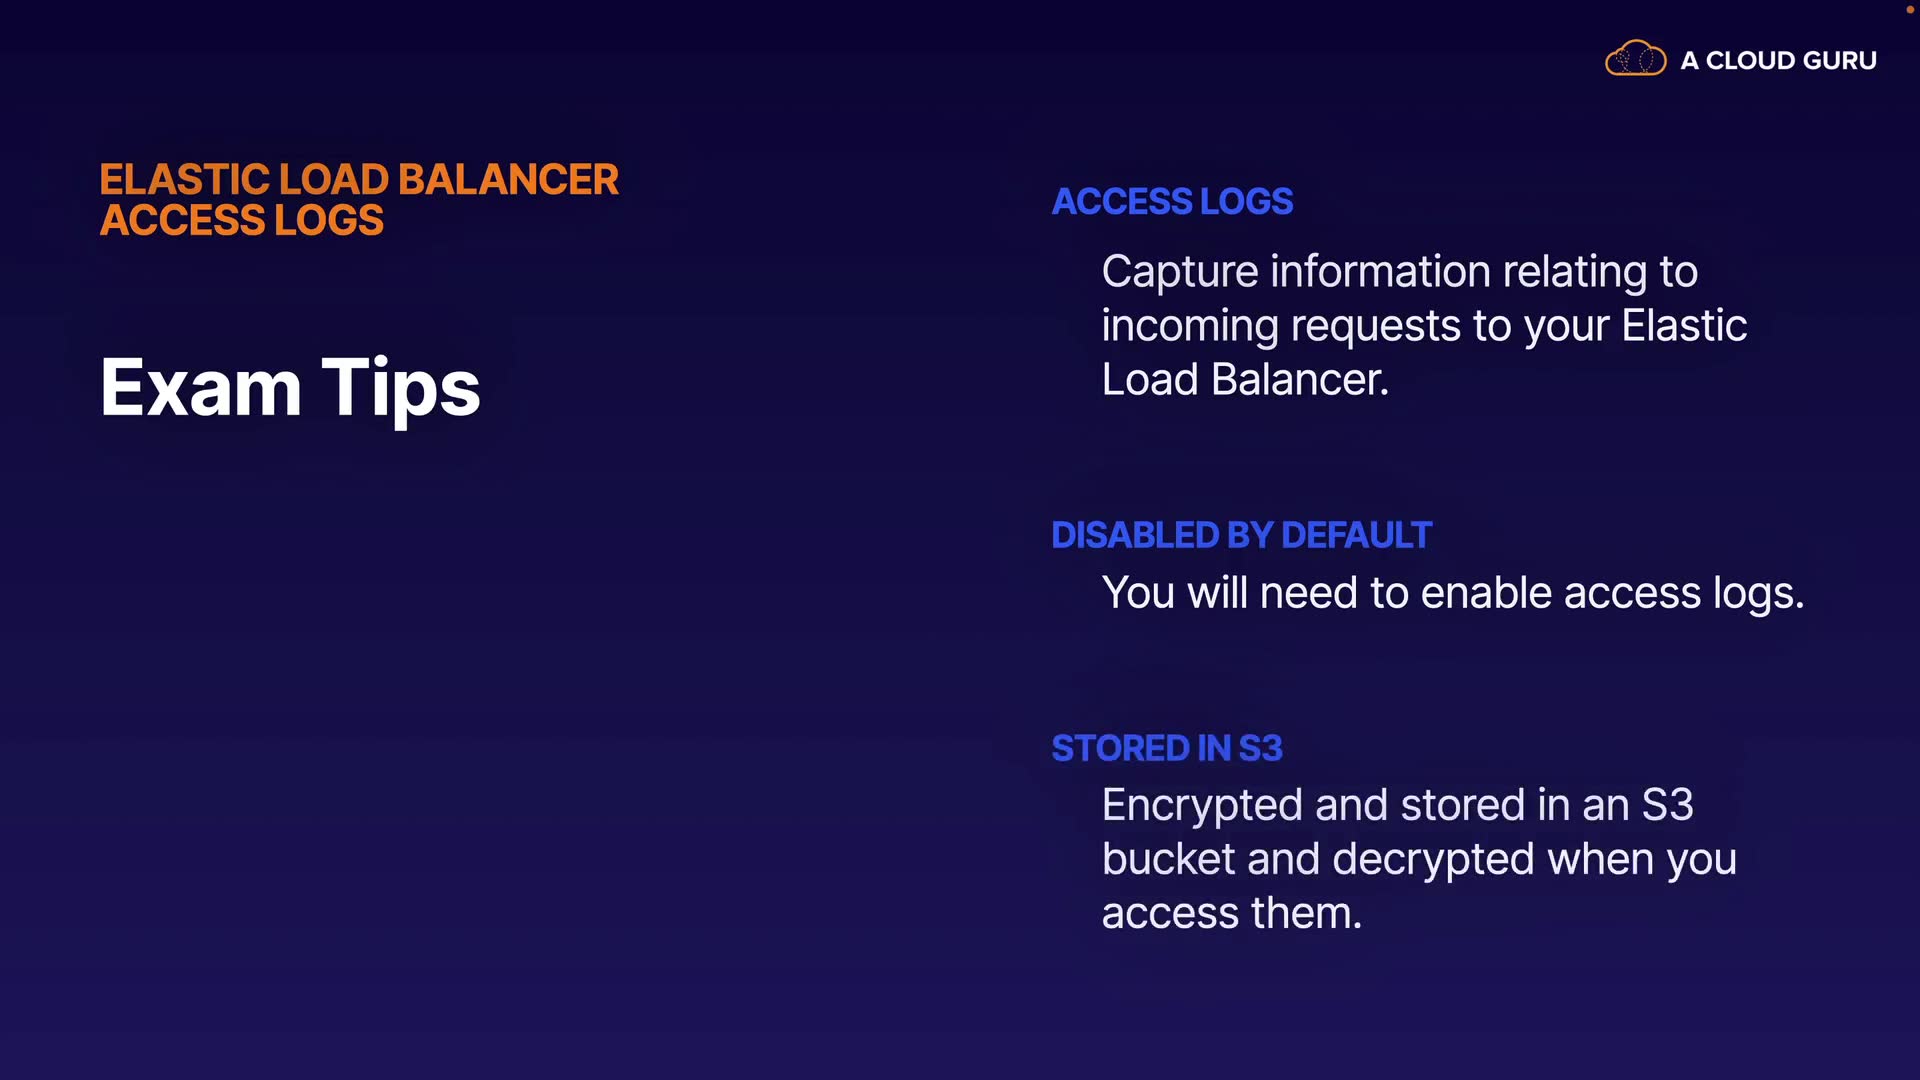 A CLOUD GURU
ELASTIC LOAD BALANCER
ACCESS LOGS
Exam Tips
ACCESS LOGS
Capture information relating to
incoming requests to your Elastic
Load Balancer.
DISABLED BY DEFAULT
You will need to enable access logs.
STORED IN S3
Encrypted and stored in an S3
bucket and decrypted when you
access them.